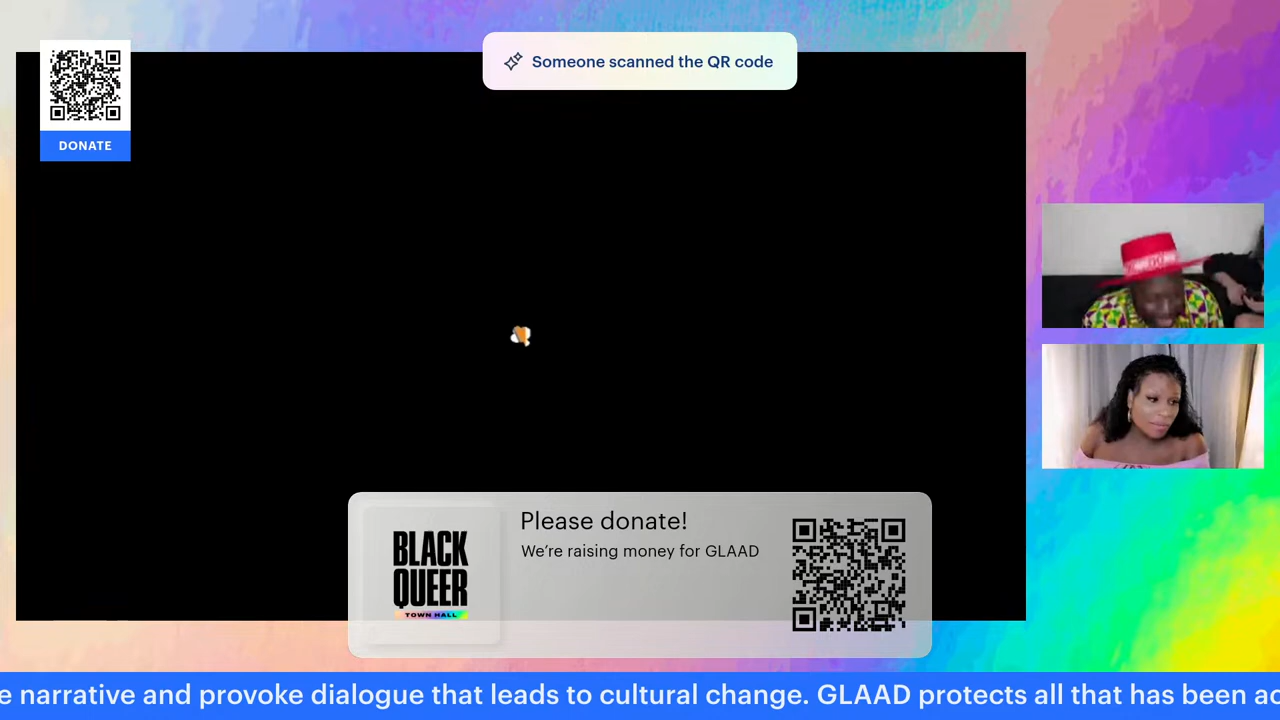 Someone scanned the QR code
DONATE
Please donate!
We’re raising money for GLAAD
BLACK
QUEER
TOWN HALL
e narrative and provoke dialogue that leads to cultural change. GLAAD protects all that has been ac